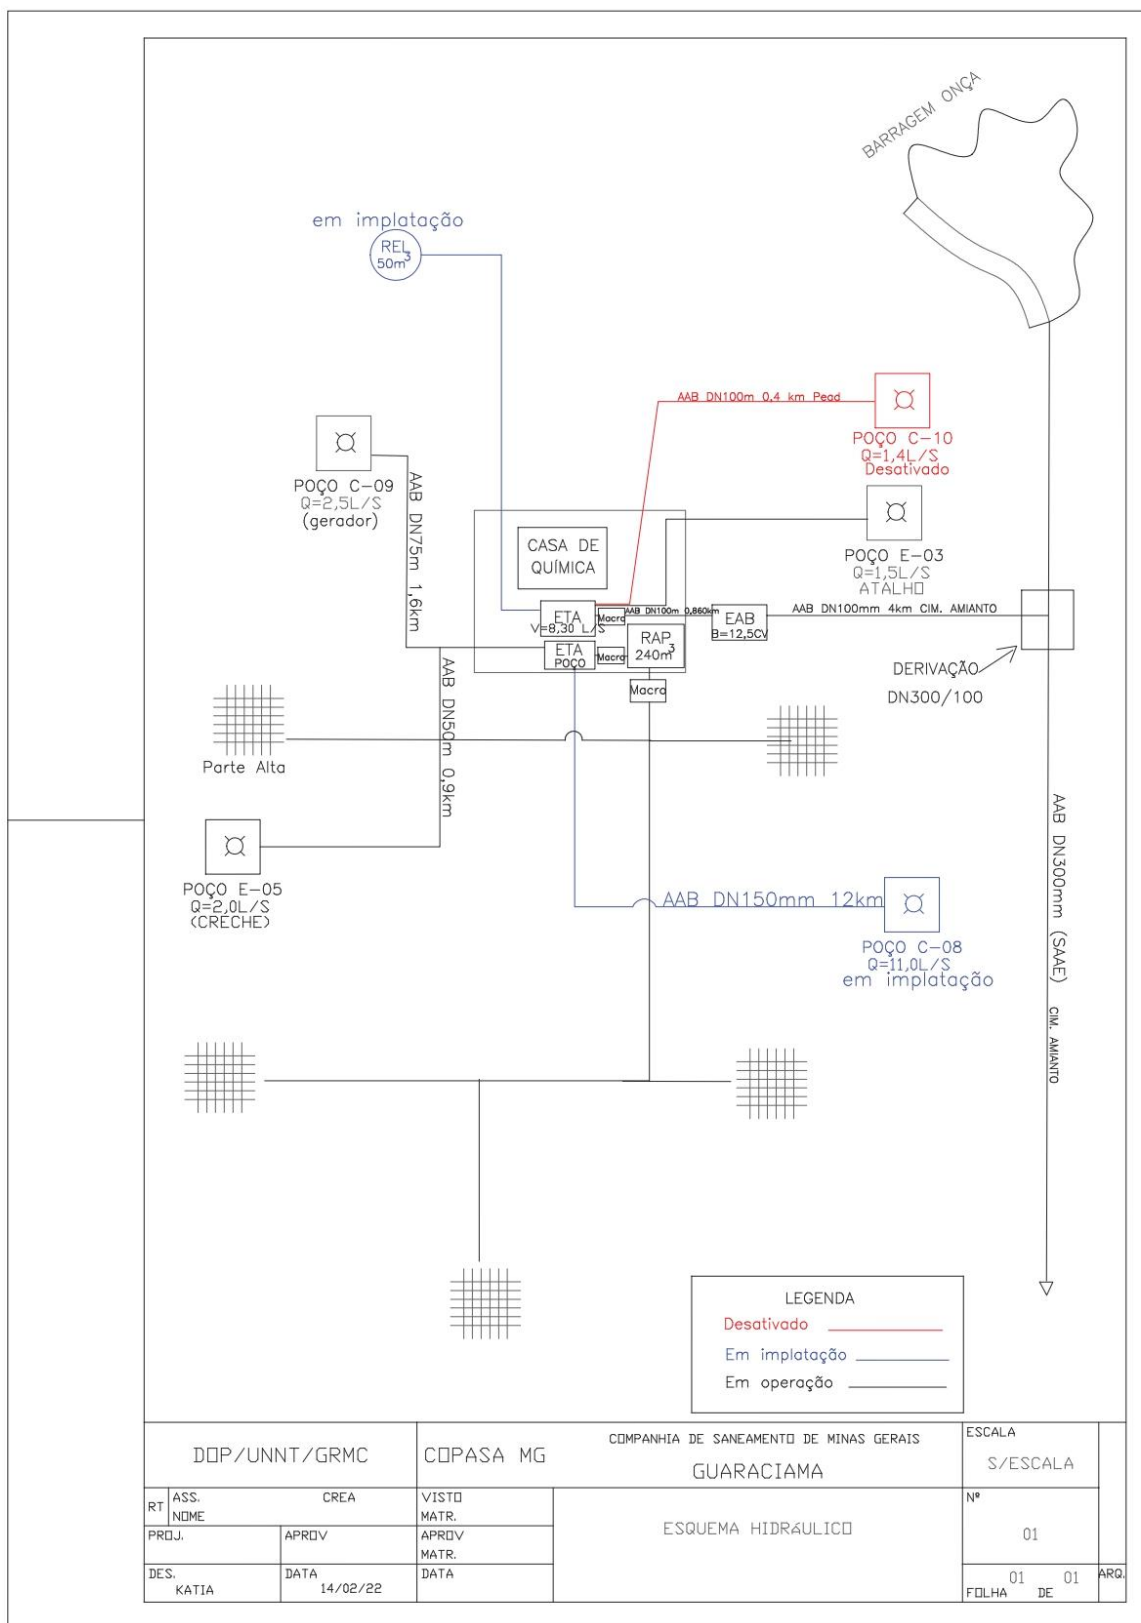 BARRAGEM ONÇA
em implatação
REL
50m³
AAB DN100m 0,4 km Pead
POÇO C-10
Q=1,4L/S
Desativado
POÇO C-09
Q=2,5L/S
(gerador)
AAB DN75m 1,6km
CASA DE
QUÍMICA
POÇO E-03
Q=1,5L/S
ATALHO
ETA
V=8,30 L/S
Macro
AAB DN100m 0,860km
EAB
B=12,5CV
AAB DN100mm 4km CIM. AMIANTO
ETA
POÇO
Macro
RAP
240m³
Macro
DERIVAÇÃO
DN300/100
AAB DN50m 0,9km
Parte Alta
POÇO E-05
Q=2,0L/S
(CRECHE)
AAB DN150mm 12km
POÇO C-08
Q=11,0L/S
em implatação
AAB DN300mm (SAAE) CIM. AMIANTO
LEGENDA
Desativado
Em implatação
Em operação
DOP/UNNT/GRMC
COPASA MG
COMPANHIA DE SANEAMENTO DE MINAS GERAIS
GUARACIAMA
ESCALA
S/ESCALA
RT
ASS.
CREA
NOME
VISTO
MATR.
PROJ.
APROV
APROV
MATR.
ESQUEMA HIDRáULICO
Nº
01
DES.
KATIA
DATA
14/02/22
DATA
01 01
FOLHA DE
ARQ.